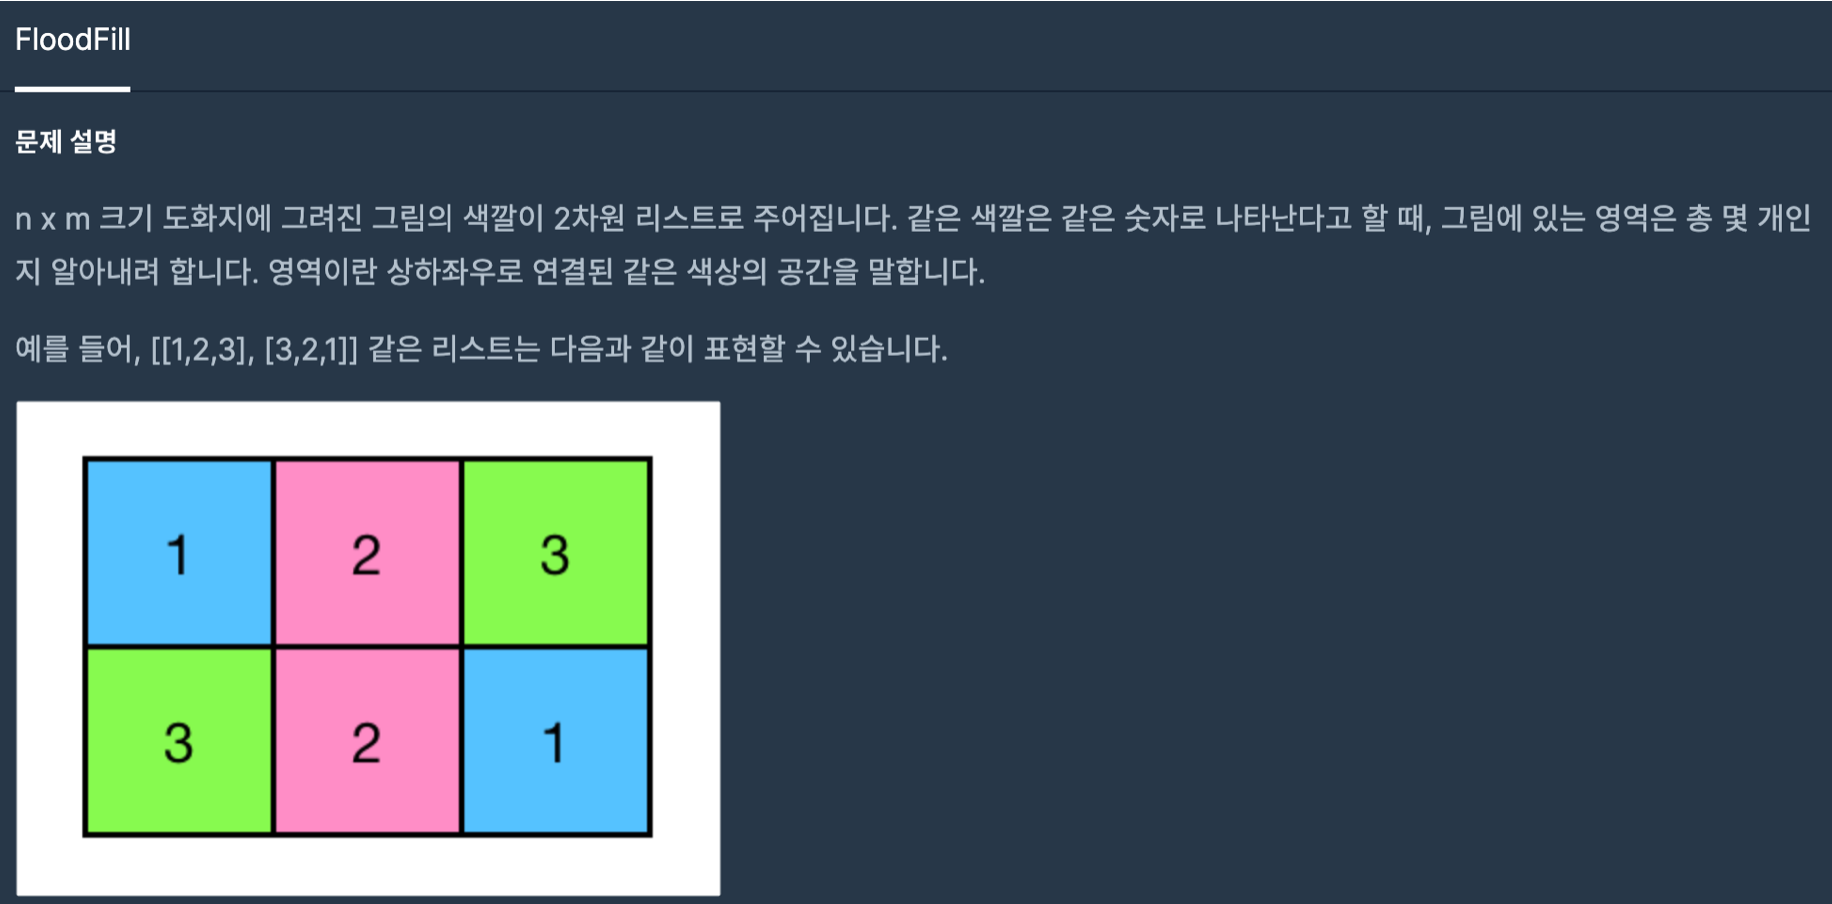 FloodFill
문제 설명
n x m 크기 도화지에 그려진 그림의 색깔이 2차원 리스트로 주어집니다. 같은 색깔은 같은 숫자로 나타난다고 할 때, 그림에 있는 영역은 총 몇 개인
지 알아내려 합니다. 영역이란 상하좌우로 연결된 같은 색상의 공간을 말합니다.
예를 들어, [[1,2,3], [3,2,1]] 같은 리스트는 다음과 같이 표현할 수 있습니다.
1 2 3
3 2 1